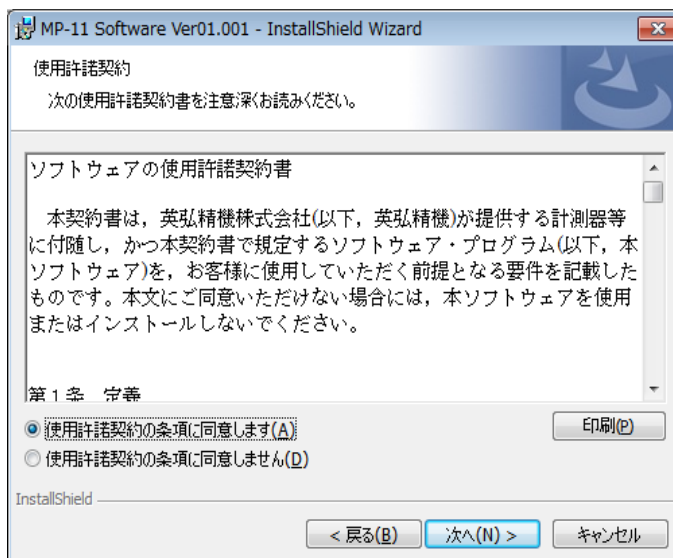 MP-11 Software Ver01.001 - InstallShield Wizard
使用許諾契約
次の使用許諾契約書を注意深くお読みください。
ソフトウェアの使用許諾契約書
本契約書は，英弘精機株式会社(以下，英弘精機)が提供する計測器等
に付随し，かつ本契約書で規定するソフトウェア・プログラム(以下，本
ソフトウェア)を，お客様に使用していただく前提となる要件を記載した
ものです。本文にご同意いただけない場合には，本ソフトウェアを使用
またはインストールしないでください。
第１条　定義
使用許諾契約の条項に同意します(A)
印刷(P)
使用許諾契約の条項に同意しません(D)
InstallShield
< 戻る(B)
次へ(N) >
キャンセル